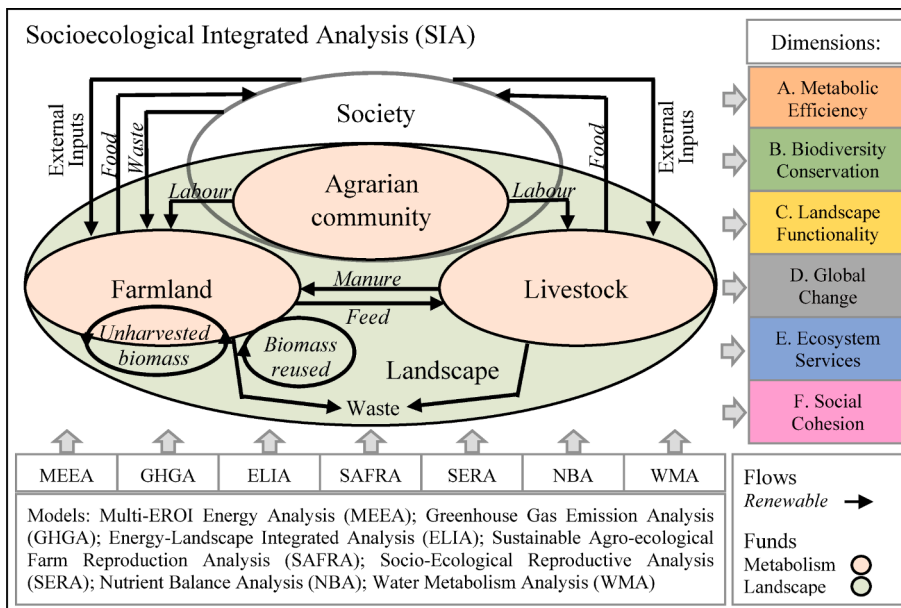 Socioecological Integrated Analysis (SIA)
Society
External
Inputs
Food
Waste
Food
External
Inputs
Labour
Agrarian
community
Labour
Farmland
Manure
Feed
Livestock
Unharvested
biomass
Biomass
reused
Landscape
Waste
Dimensions:
A. Metabolic
Efficiency
B. Biodiversity
Conservation
C. Landscape
Functionality
D. Global
Change
E. Ecosystem
Services
F. Social
Cohesion
MEEA
GHGA
ELIA
SAFRA
SERA
NBA
WMA
Models: Multi-EROI Energy Analysis (MEEA); Greenhouse Gas Emission Analysis
(GHGA); Energy-Landscape Integrated Analysis (ELIA); Sustainable Agro-ecological
Farm Reproduction Analysis (SAFRA); Socio-Ecological Reproductive Analysis
(SERA); Nutrient Balance Analysis (NBA); Water Metabolism Analysis (WMA)
Flows
Renewable
Funds
Metabolism
Landscape